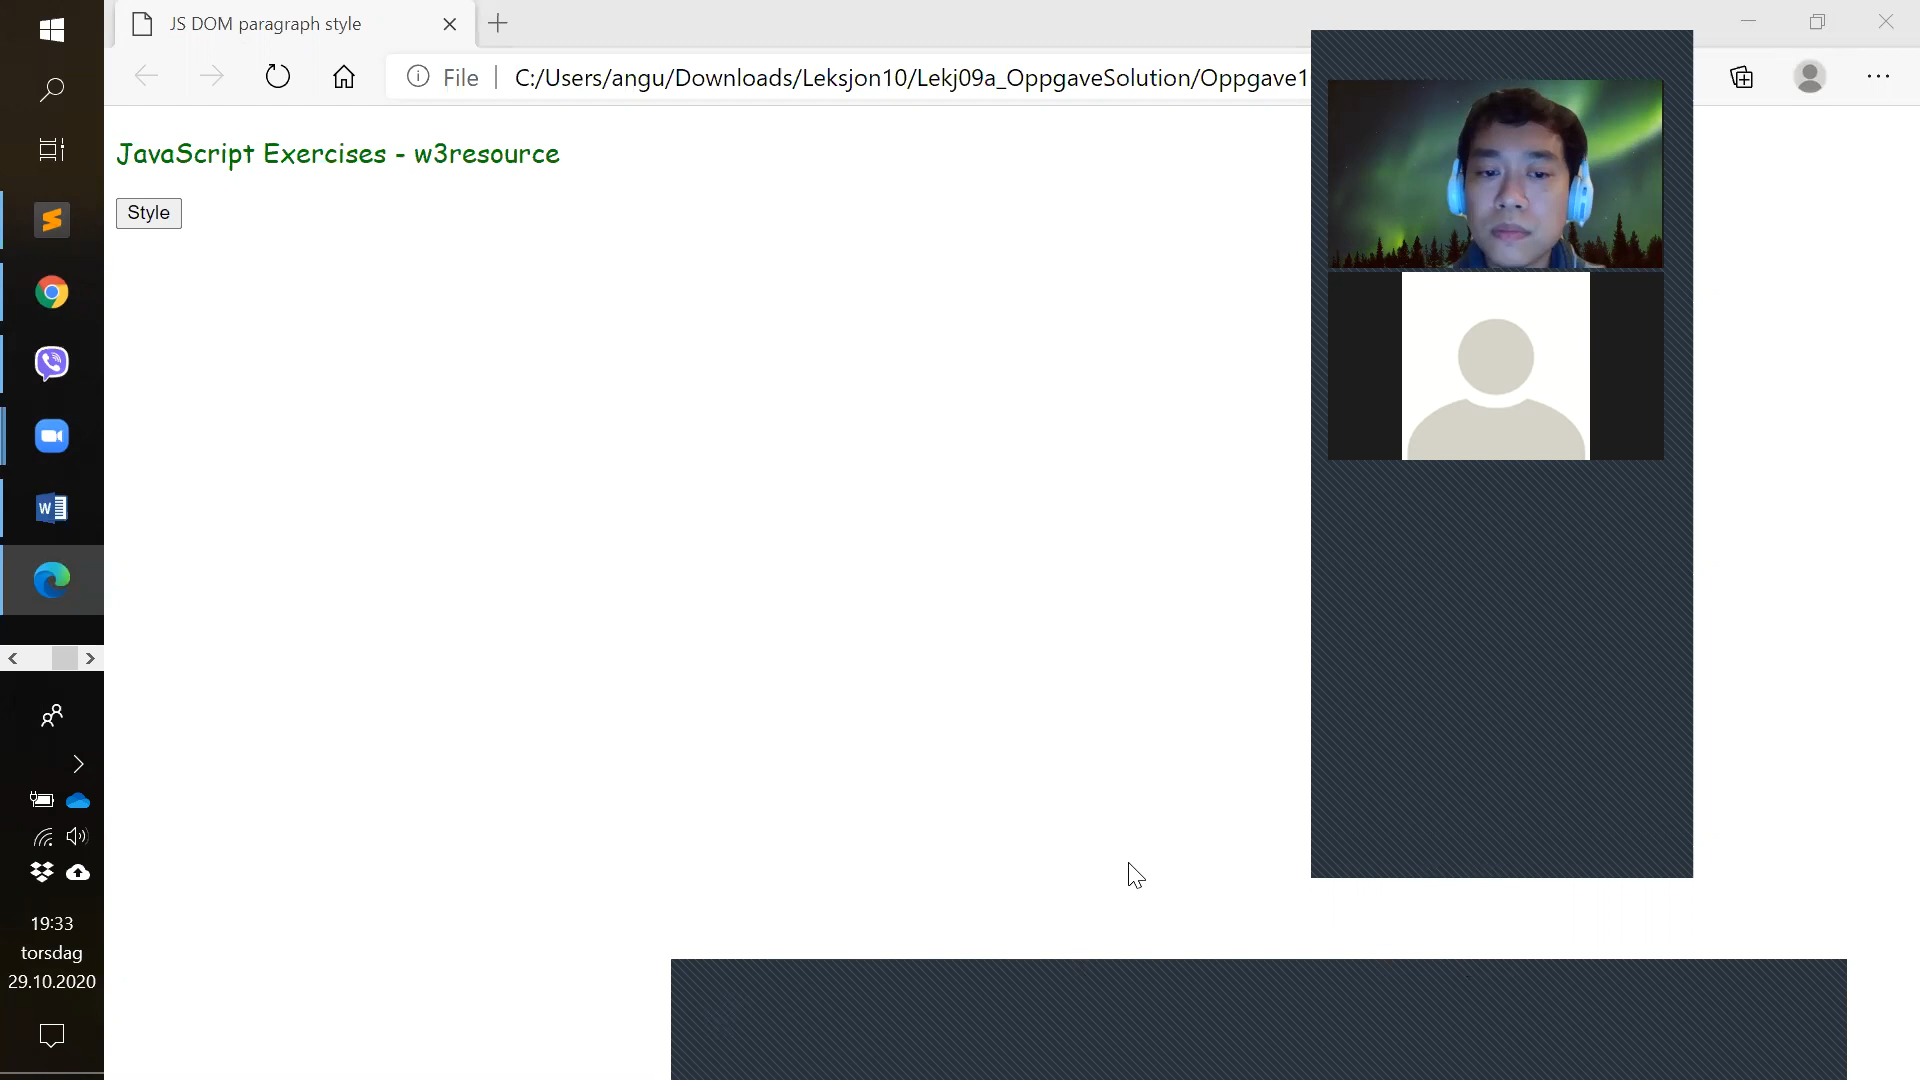 JS DOM paragraph style
File
C:/Users/angu/Downloads/Leksjon10/Lekj09a_OppgaveSolution/Oppgave1
JavaScript Exercises - w3resource
Style
W
19:33
torsdag
29.10.2020